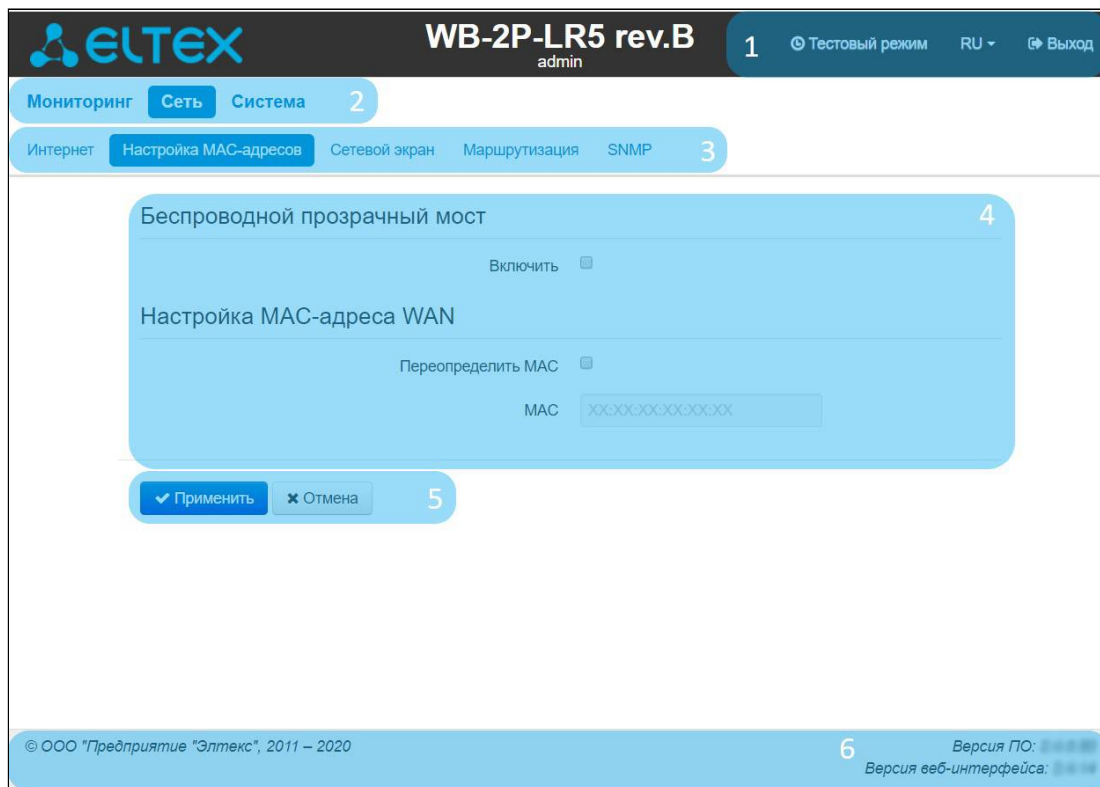 ELTEX
WB-2P-LR5 rev.B
admin
1 Тестовый режим RU Выход
Мониторинг Сеть Система 2
Интернет Настройка MAC-адресов Сетевой экран Маршрутизация SNMP 3
Беспроводной прозрачный мост 4
Включить
Настройка MAC-адреса WAN
Переопределить MAC
MAC XX:XX:XX:XX:XX:XX
Применить Отмена 5
© ООО "Предприятие "Элтекс", 2011 – 2020 6 Версия ПО:
Версия веб-интерфейса: